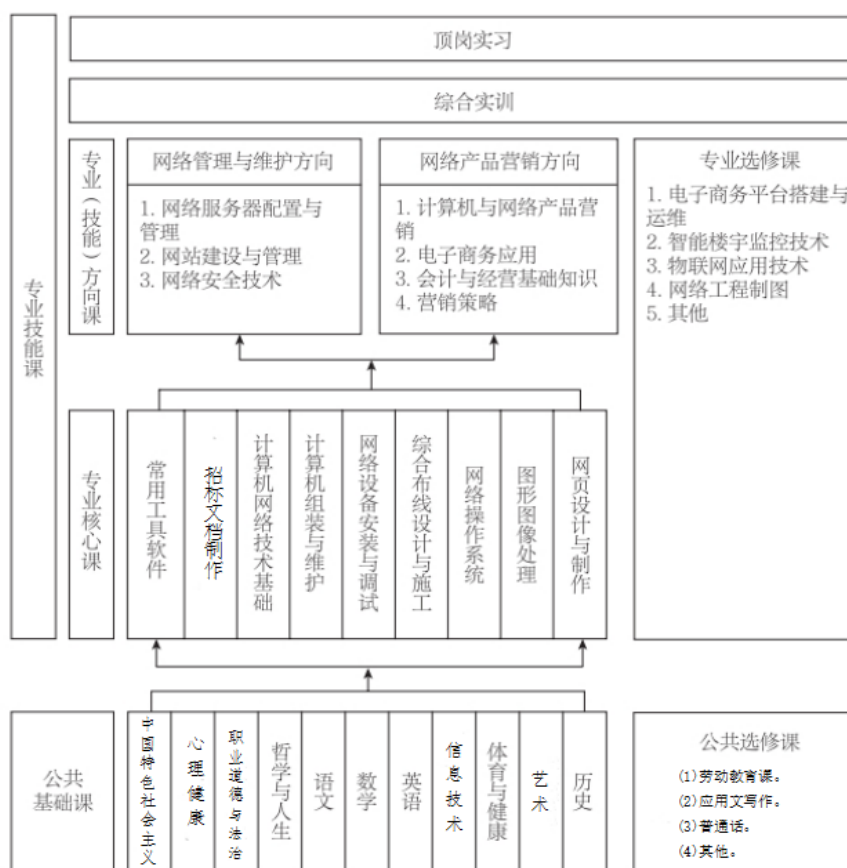 顶岗实习
综合实训
专业技能课
专业（技能）方向课
网络管理与维护方向
1. 网络服务器配置与
管理
2. 网站建设与管理
3. 网络安全技术
网络产品营销方向
1. 计算机与网络产品营
销
2. 电子商务应用
3. 会计与经营基础知识
4. 营销策略
专业选修课
1. 电子商务平台搭建与
运维
2. 智能楼宇监控技术
3. 物联网应用技术
4. 网络工程制图
5. 其他
专业核心课
常用工具软件
招标文档制作
计算机网络技术基础
计算机组装与维护
网络设备安装与调试
综合布线设计与施工
网络操作系统
图形图像处理
网页设计与制作
公共
基础课
中国特色社会主义
心理健康
职业道德与法治
哲学与人生
语文
数学
英语
信息技术
体育与健康
艺术
历史
公共选修课
(1)劳动教育课。
(2)应用文写作。
(3)普通话。
(4)其他。